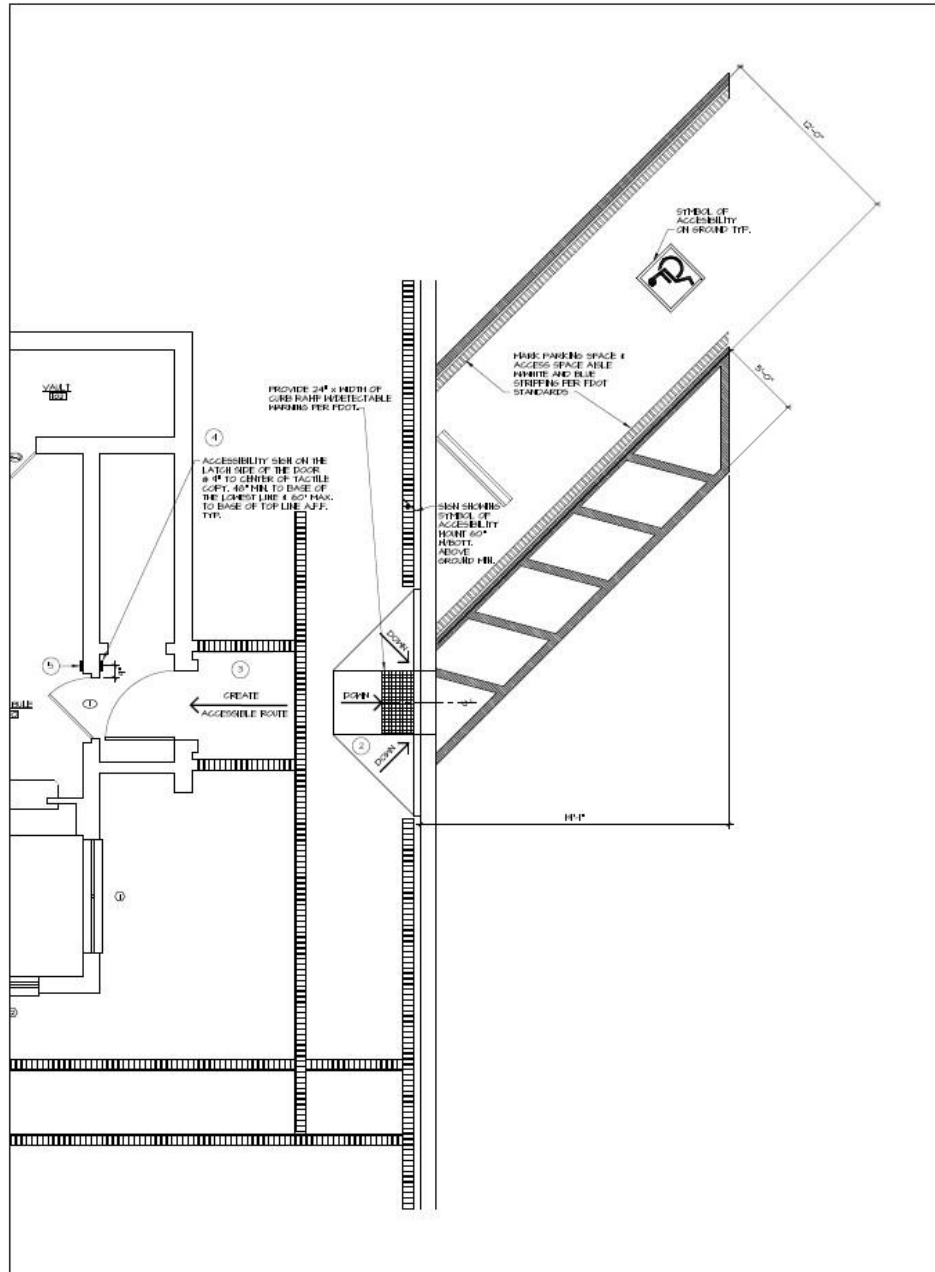 12'-0"
SYMBOL OF
ACCESIBILITY
ON GROUND TYP.
MARK PARKING SPACE &
ACCESS SPACE AISLE
W/WHITE AND BLUE
STRIPPING PER FDOT
STANDARDS
5'-0"
VAULT
PROVIDE 24" x WIDTH OF
CURB RAMP W/DETECTABLE
WARNING PER FDOT.
4
ACCESSIBILITY SIGN ON THE
LATCH SIDE OF THE DOOR
@ 9" TO CENTER OF TACTILE
COPY. 48" MIN. TO BASE OF
THE LOWEST LINE & 60" MAX.
TO BASE OF TOP LINE A.F.F.
TYP.
SIGN SHOWING
SYMBOL OF
ACCESIBILITY
MOUNT 60"
W/BOTT.
ABOVE
GROUND MIN.
DOWN
5
3
1
CREATE
ACCESSIBLE ROUTE
DOWN
2
DOWN
1
2